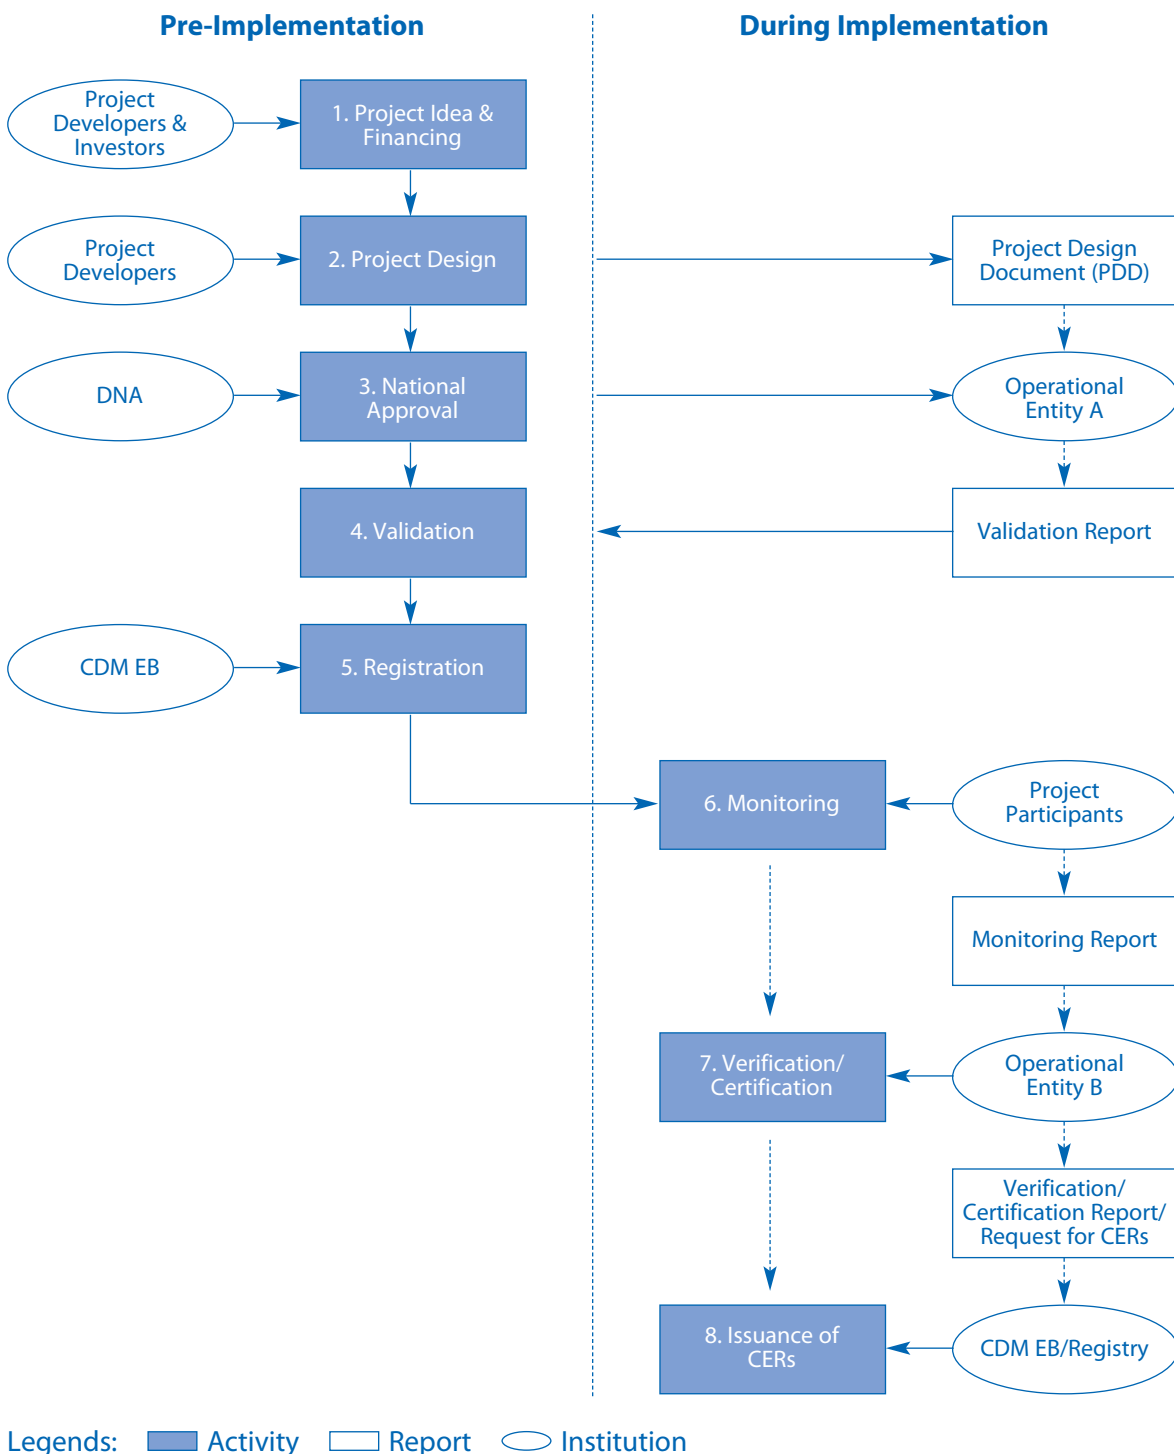 Pre-Implementation
During Implementation
Project
Developers &
Investors
1. Project Idea &
Financing
Project
Developers
2. Project Design
Project Design
Document (PDD)
DNA
3. National
Approval
Operational
Entity A
4. Validation
Validation Report
CDM EB
5. Registration
6. Monitoring
Project
Participants
Monitoring Report
7. Verification/
Certification
Operational
Entity B
Verification/
Certification Report/
Request for CERs
8. Issuance of
CERs
CDM EB/Registry
Legends: Activity Report Institution